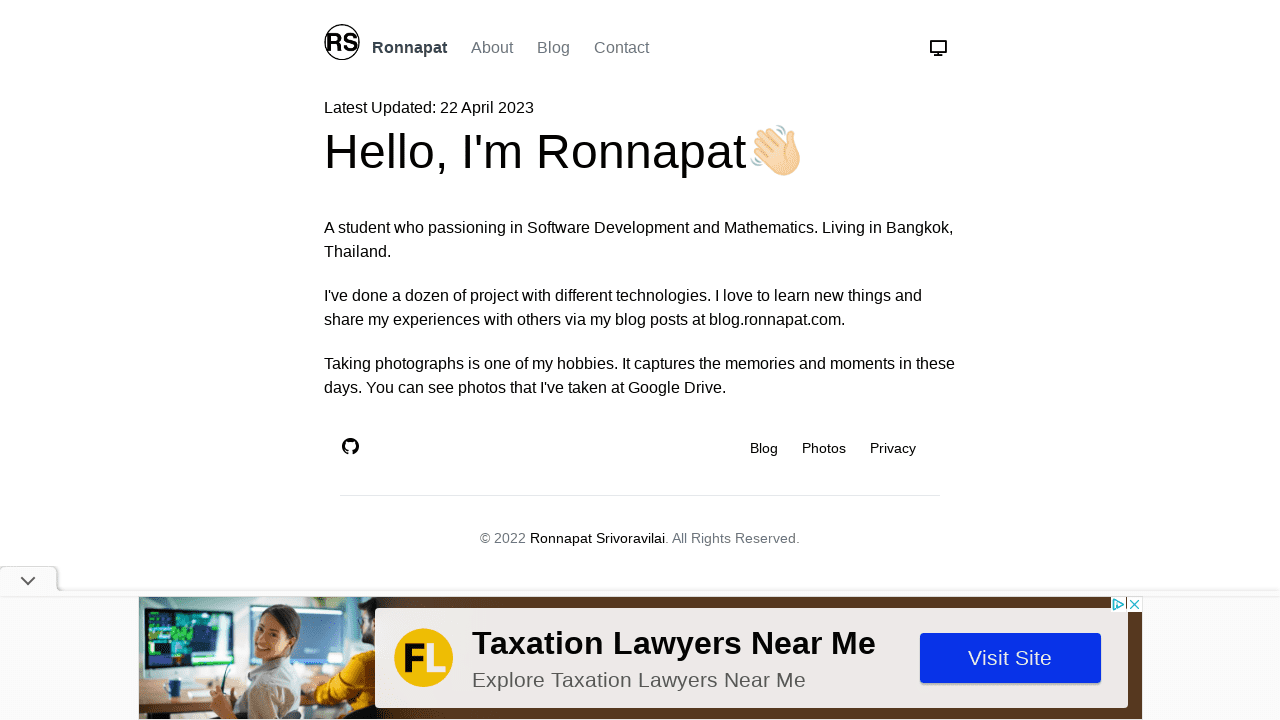 RS Ronnapat About Blog Contact
Latest Updated: 22 April 2023
Hello, I'm Ronnapat👋🏻
A student who passioning in Software Development and Mathematics. Living in Bangkok,
Thailand.
I've done a dozen of project with different technologies. I love to learn new things and
share my experiences with others via my blog posts at blog.ronnapat.com.
Taking photographs is one of my hobbies. It captures the memories and moments in these
days. You can see photos that I've taken at Google Drive.
Blog Photos Privacy
© 2022 Ronnapat Srivoravilai. All Rights Reserved.
FL
Taxation Lawyers Near Me
Explore Taxation Lawyers Near Me
Visit Site